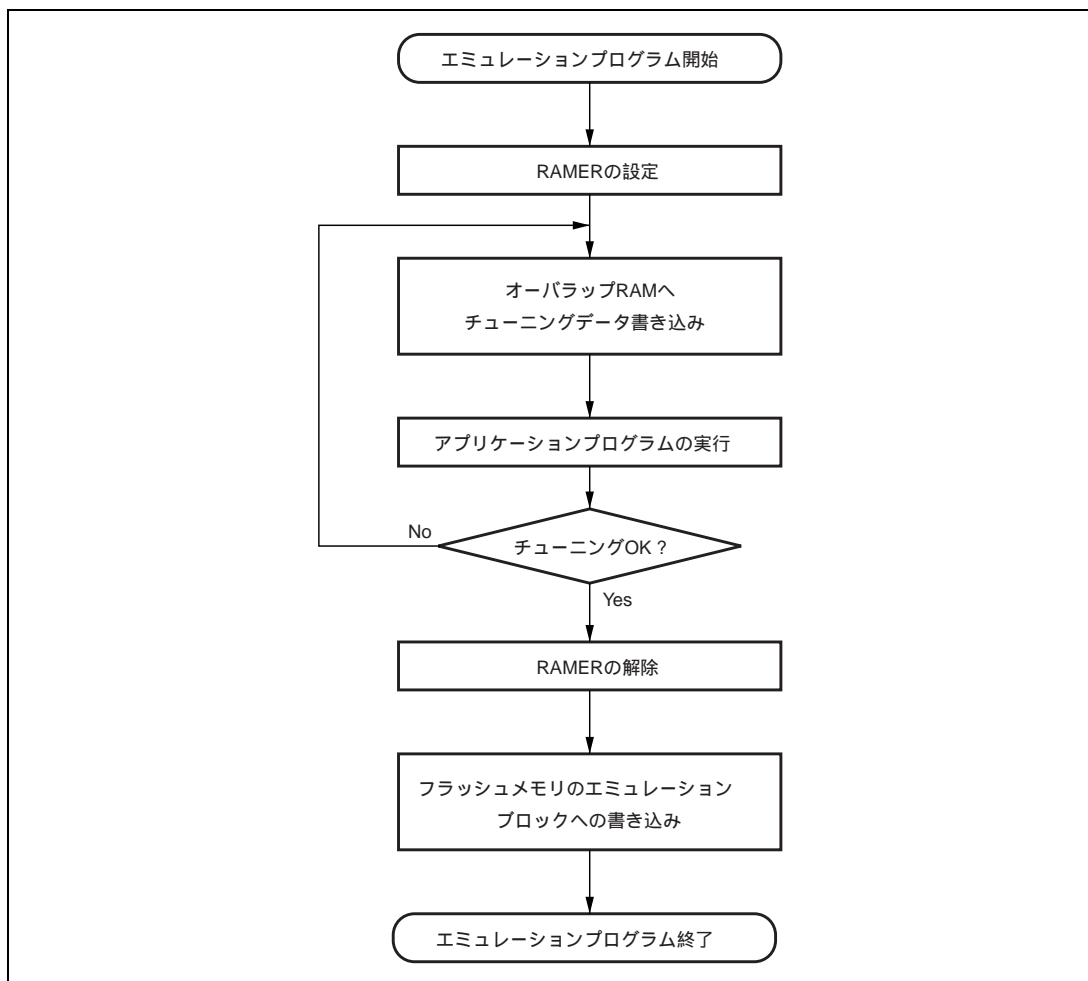 エミュレーションプログラム開始
RAMERの設定
オーバラップRAMへ
チューニングデータ書き込み
アプリケーションプログラムの実行
No
チューニングOK？
Yes
RAMERの解除
フラッシュメモリのエミュレーション
ブロックへの書き込み
エミュレーションプログラム終了